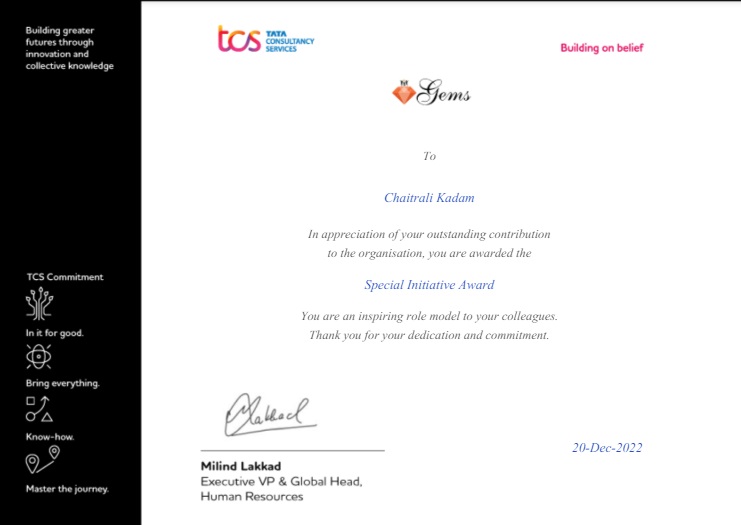 Building greater
futures through
innovation and
collective knowledge
tcs TATA
CONSULTANCY
SERVICES
Building on belief
Gems
To
Chaitrali Kadam
In appreciation of your outstanding contribution
to the organisation, you are awarded the
Special Initiative Award
You are an inspiring role model to your colleagues.
Thank you for your dedication and commitment.
TCS Commitment
In it for good.
Bring everything.
Know-how.
Master the journey.
Milind Lakkad
Executive VP & Global Head,
Human Resources
20-Dec-2022